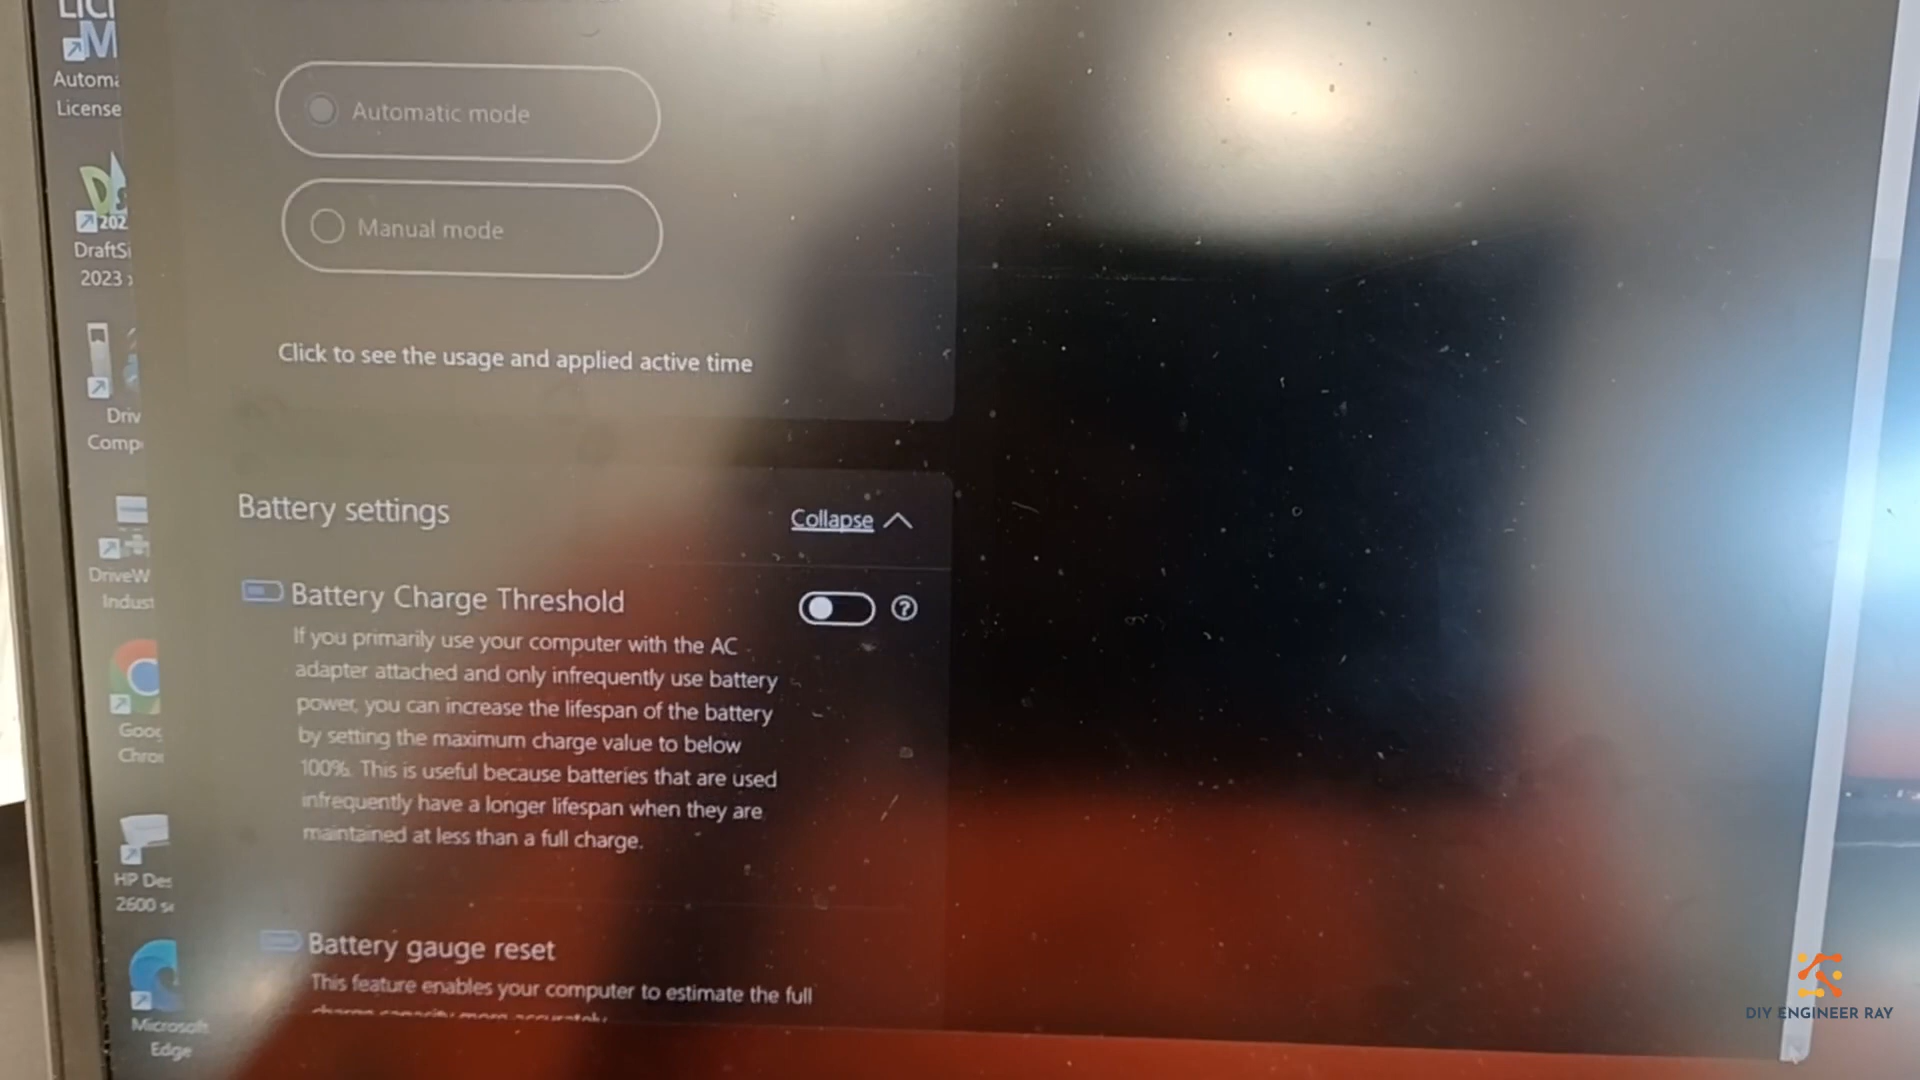 Automatic mode
Manual mode
Click to see the usage and applied active time
Battery settings
Collapse
Battery Charge Threshold
If you primarily use your computer with the AC
adapter attached and only infrequently use battery
power, you can increase the lifespan of the battery
by setting the maximum charge value to below
100%. This is useful because batteries that are used
infrequently have a longer lifespan when they are
maintained at less than a full charge.
Battery gauge reset
This feature enables your computer to estimate the full
License
2023
HP
2600
Microsoft
Edge
DIY ENGINEER RAY